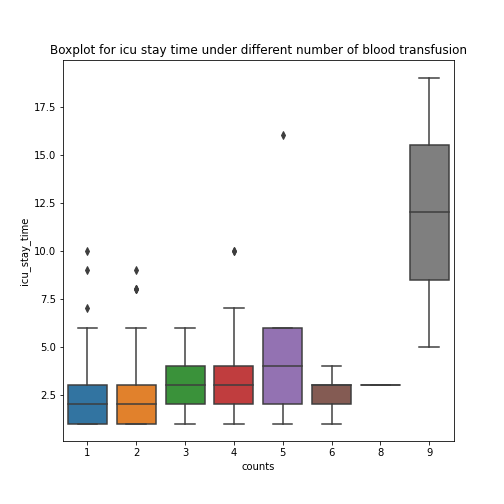 Boxplot for icu stay time under different number of blood transfusion
17.5
15.0
12.5
10.0
7.5
5.0
2.5
icu_stay_time
1 2 3 4 5 6 8 9
counts